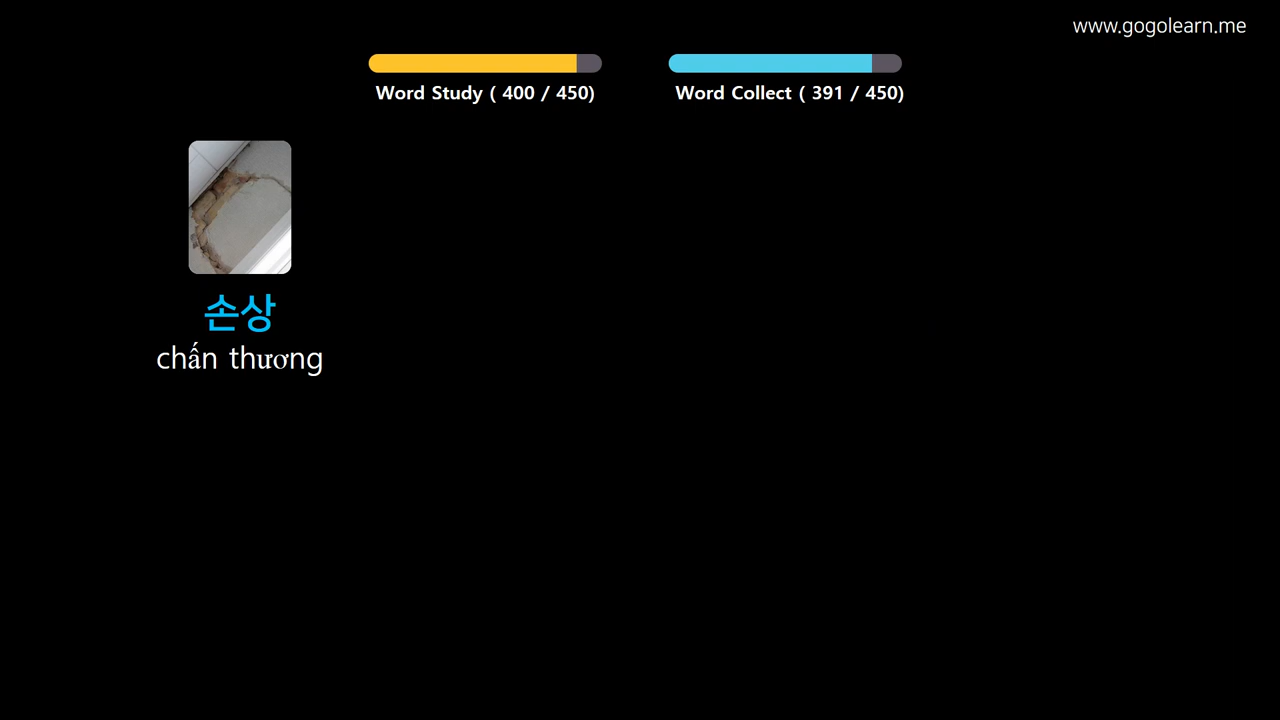 www.gogolearn.me
Word Study ( 400 / 450)
Word Collect ( 391 / 450)
손상
chấn thương